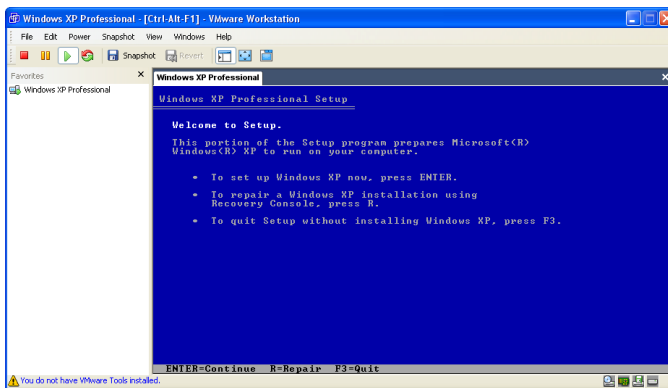 Windows XP Professional - [Ctrl-Alt-F1] - VMware Workstation
File Edit Power Snapshot View Windows Help
Snapshot Revert
Favorites
Windows XP Professional
Windows XP Professional
Windows XP Professional Setup
Welcome to Setup.
This portion of the Setup program prepares Microsoft(R)
Windows(R) XP to run on your computer.
• To set up Windows XP now, press ENTER.
• To repair a Windows XP installation using
Recovery Console, press R.
• To quit Setup without installing Windows XP, press F3.
ENTER=Continue R=Repair F3=Quit
You do not have VMware Tools installed.